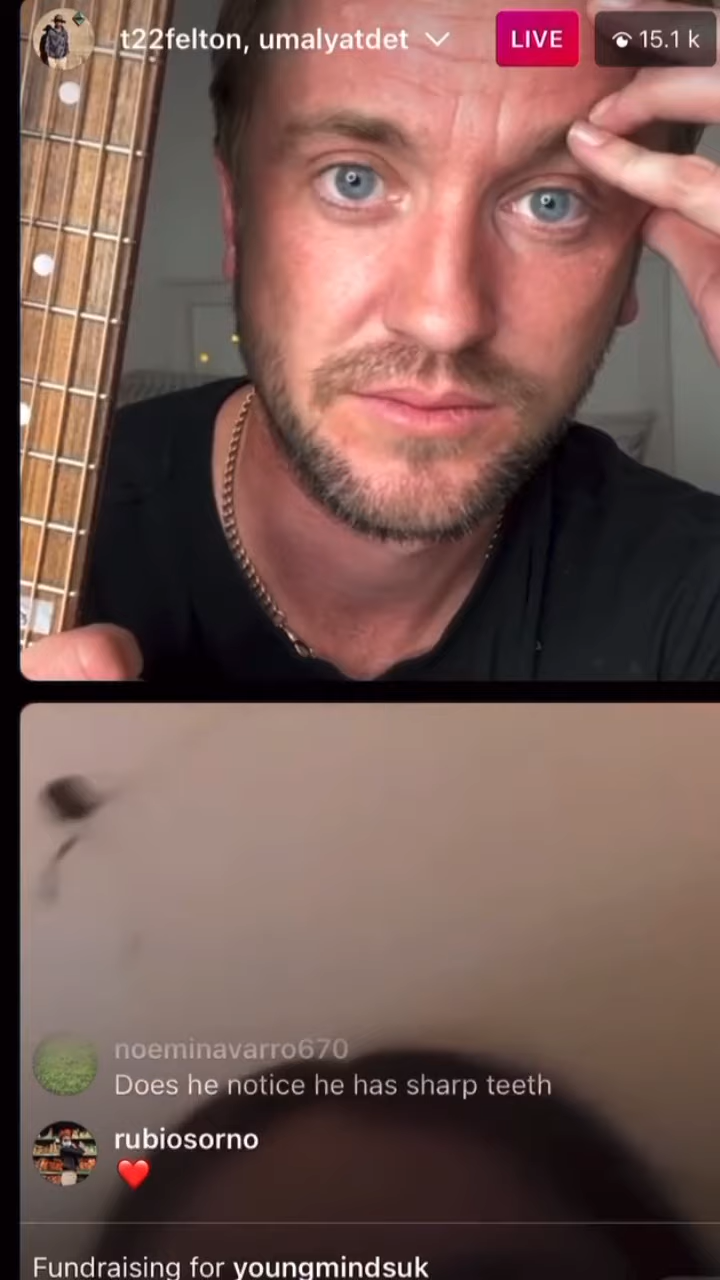 t22felton, umalyatdet
LIVE
15.1 k
noeminavarro670
Does he notice he has sharp teeth
rubiosorno
Fundraising for youngmindsuk